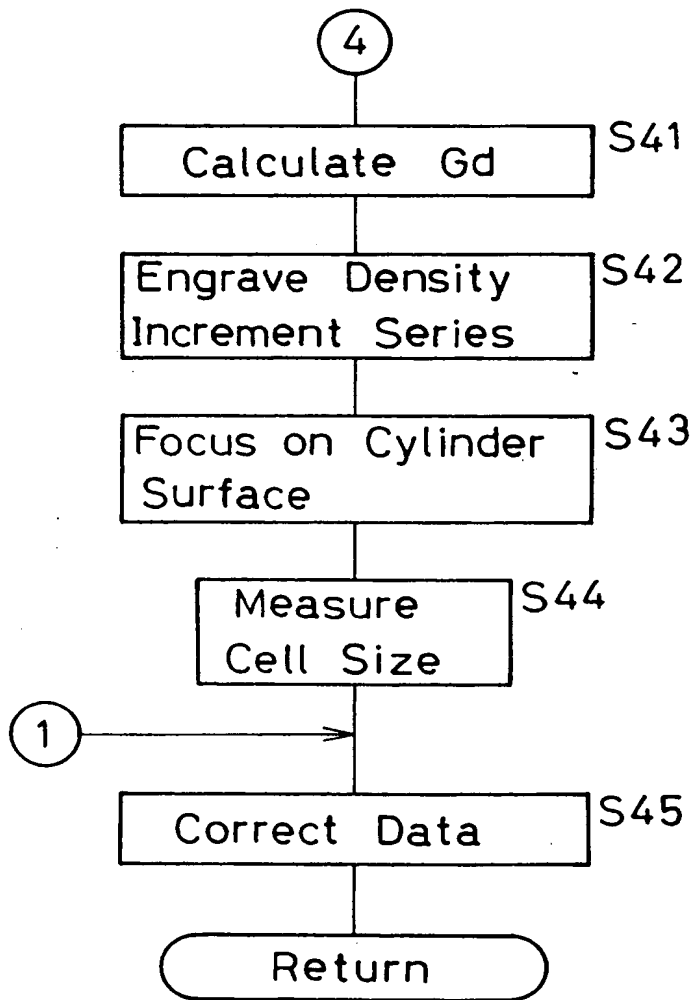 4
Calculate Gd
S41
Engrave Density
Increment Series
S42
Focus on Cylinder
Surface
S43
Measure
Cell Size
S44
1
Correct Data
S45
Return